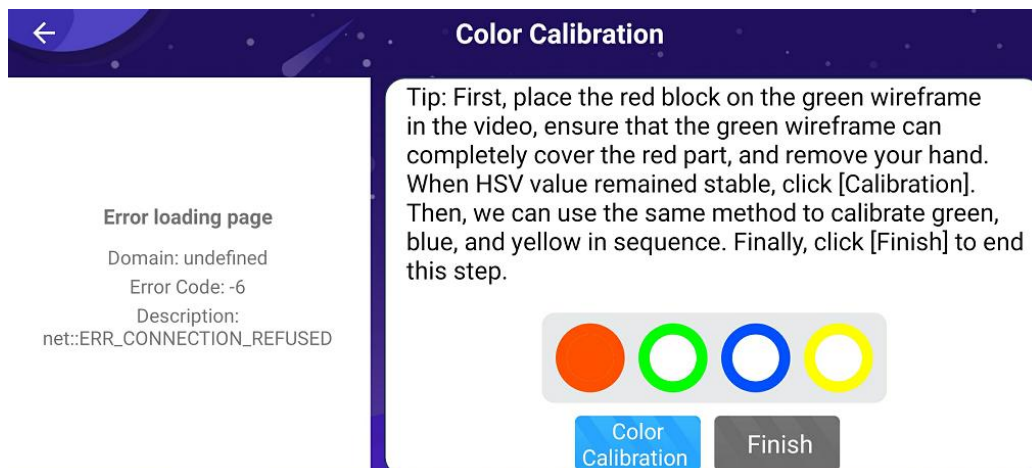 Color Calibration
Error loading page
Domain: undefined
Error Code: -6
Description:
net::ERR_CONNECTION_REFUSED
Tip: First, place the red block on the green wireframe
in the video, ensure that the green wireframe can
completely cover the red part, and remove your hand.
When HSV value remained stable, click [Calibration].
Then, we can use the same method to calibrate green,
blue, and yellow in sequence. Finally, click [Finish] to end
this step.
Color
Calibration
Finish